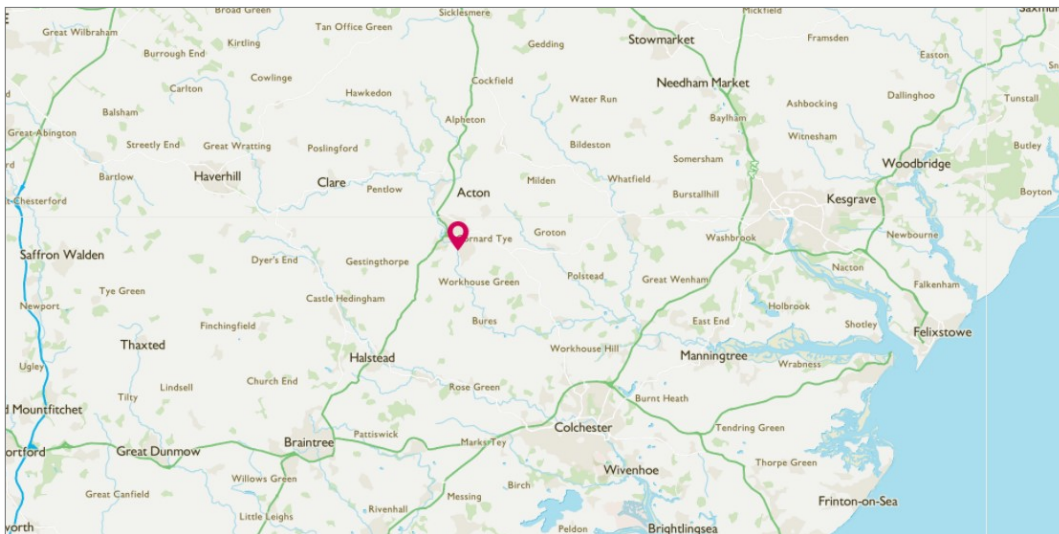 Sicklesmere
Mickfield
Broad Green
Tan Office Green
Great Wilbraham
Kirtling
Gedding
Stowmarket
Framsden
Burrough End
Easton
Cowlinge
Cockfield
Needham Market
Carlton
Hawkedon
Water Run
Dallinghoo
Tunstall
Balsham
Ashbocking
Alpheton
Baylham
Great Abington
Witnesham
Butley
Streetly End
Great Wratting
Poslingford
Bildeston
Somersham
Woodbridge
Bartlow
Haverhill
Clare
Pentlow
Acton
Milden
Whatfield
Burstallhill
Kesgrave
Boyton
t-Chesterford
Groton
Washbrook
Newbourne
ornard Tye
Saffron Walden
Dyer's End
Gestingthorpe
Polstead
Great Wenham
Nacton
Workhouse Green
Falkenham
Tye Green
Castle Hedingham
Holbrook
Newport
Finchingfield
Bures
East End
Shotley
Felixstowe
Thaxted
Halstead
Workhouse Hill
Manningtree
Wrabness
Ugley
Church End
Lindsell
Rose Green
Tilty
Burnt Heath
d Mountfitchet
Colchester
Tendring Green
Pattiswick
Braintree
Marks Tey
ortford
Great Dunmow
Thorpe Green
Wivenhoe
Willows Green
Birch
Great Canfield
Messing
Frinton-on-Sea
Rivenhall
Little Leighs
worth
Peldon
Brightlingsea